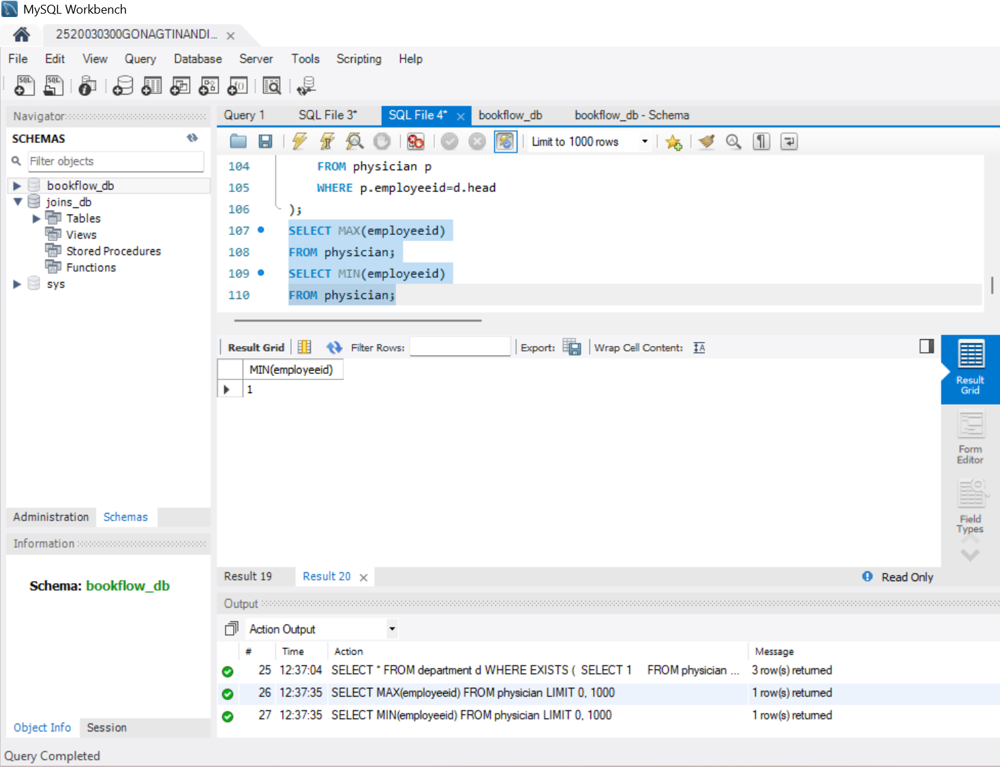 MySQL Workbench
2520030300GONAGTINANDI...
File Edit View Query Database Server Tools Scripting Help
Navigator
SCHEMAS
Filter objects
bookflow_db
joins_db
Tables
Views
Stored Procedures
Functions
sys
Administration Schemas
Information
Schema: bookflow_db
Object Info Session
Query 1 SQL File 3* SQL File 4* bookflow_db bookflow_db - Schema
Limit to 1000 rows
104 FROM physician p
105 WHERE p.employeeid=d.head
106 );
107 SELECT MAX(employeeid)
108 FROM physician;
109 SELECT MIN(employeeid)
110 FROM physician;
Result Grid Filter Rows: Export: Wrap Cell Content:
MIN(employeeid)
1
Result
Grid
Form
Editor
Field
Types
Result 19 Result 20 Read Only
Output
Action Output
# Time Action Message
25 12:37:04 SELECT * FROM department d WHERE EXISTS ( SELECT 1 FROM physician ... 3 row(s) returned
26 12:37:35 SELECT MAX(employeeid) FROM physician LIMIT 0, 1000 1 row(s) returned
27 12:37:35 SELECT MIN(employeeid) FROM physician LIMIT 0, 1000 1 row(s) returned
Query Completed